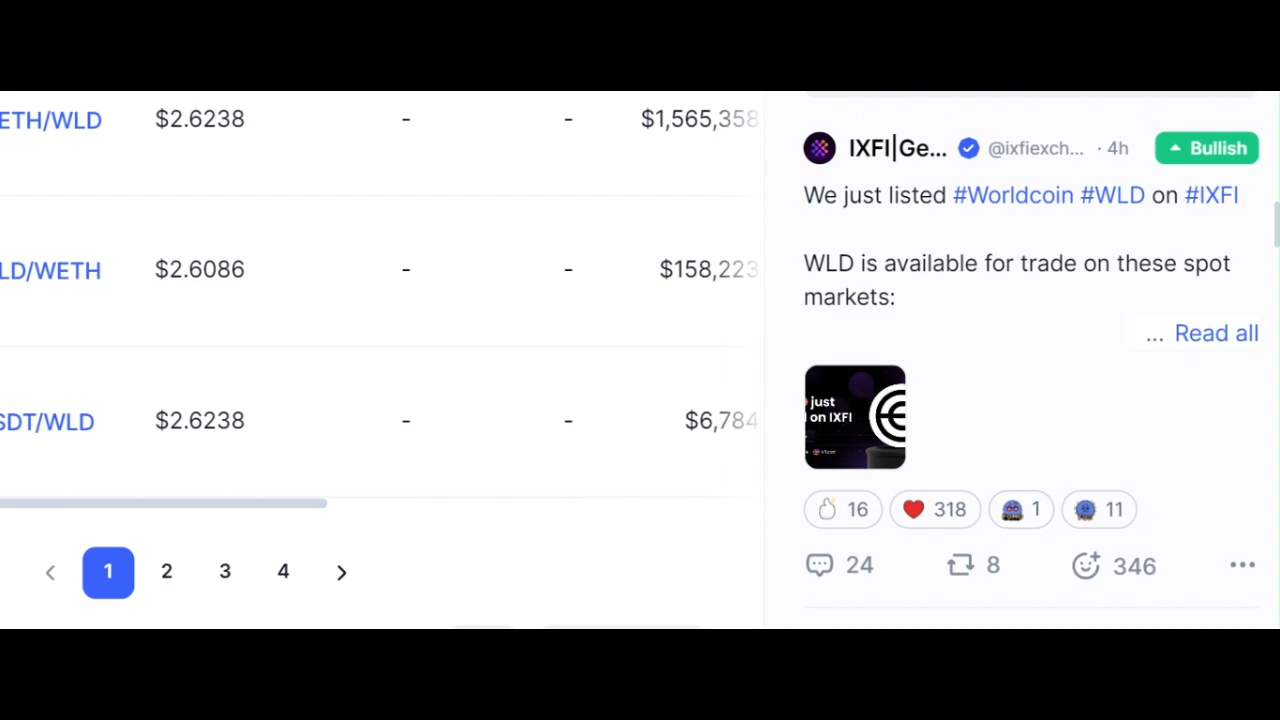 ETH/WLD $2.6238 - - $1,565,358
LD/WETH $2.6086 - - $158,223
SDT/WLD $2.6238 - - $6,784
1 2 3 4
IXFI|Ge... @ixfiexch... · 4h Bullish
We just listed #Worldcoin #WLD on #IXFI
WLD is available for trade on these spot
markets:
... Read all
just
on IXFI
16 318 1 11
24 8 346